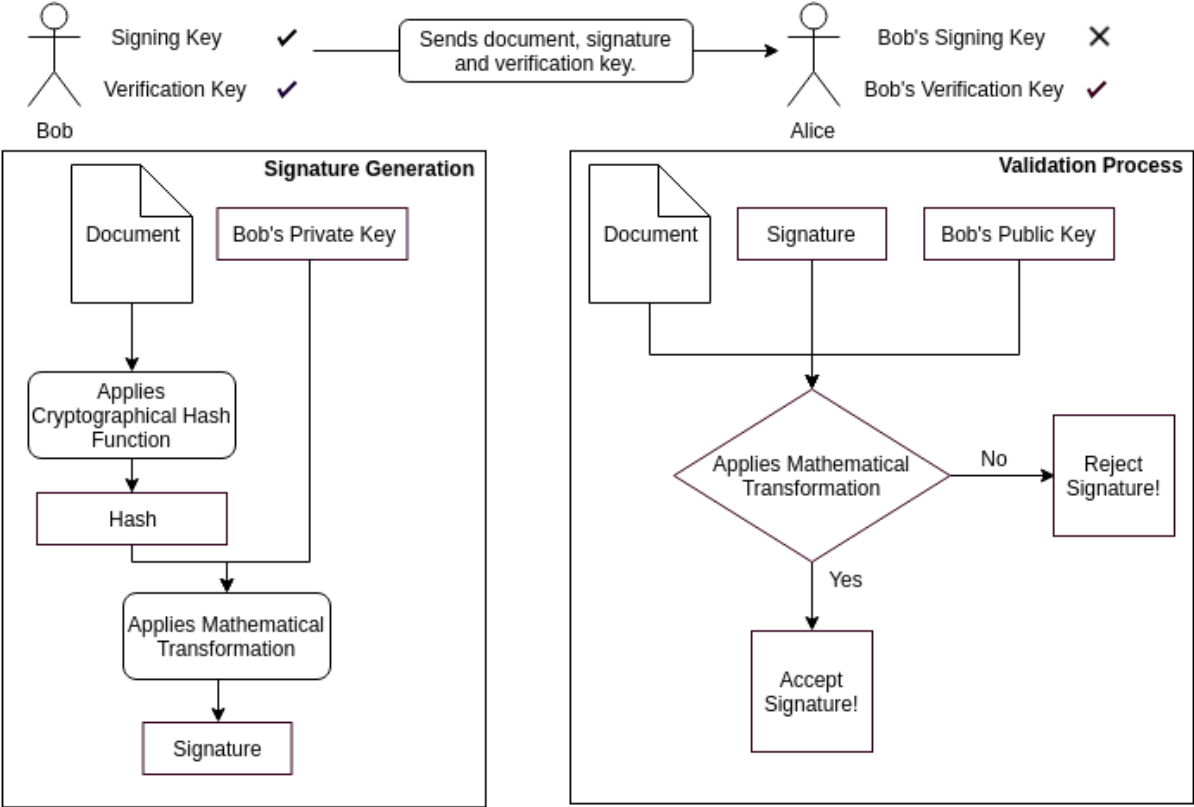 Signing Key ✔
Sends document, signature
and verification key.
Bob's Signing Key ✕
Verification Key ✔
Bob's Verification Key ✔
Bob
Alice
Signature Generation
Document
Bob's Private Key
Applies
Cryptographical Hash
Function
Hash
Applies Mathematical
Transformation
Signature
Validation Process
Document
Signature
Bob's Public Key
Applies Mathematical
Transformation
No
Reject
Signature!
Yes
Accept
Signature!